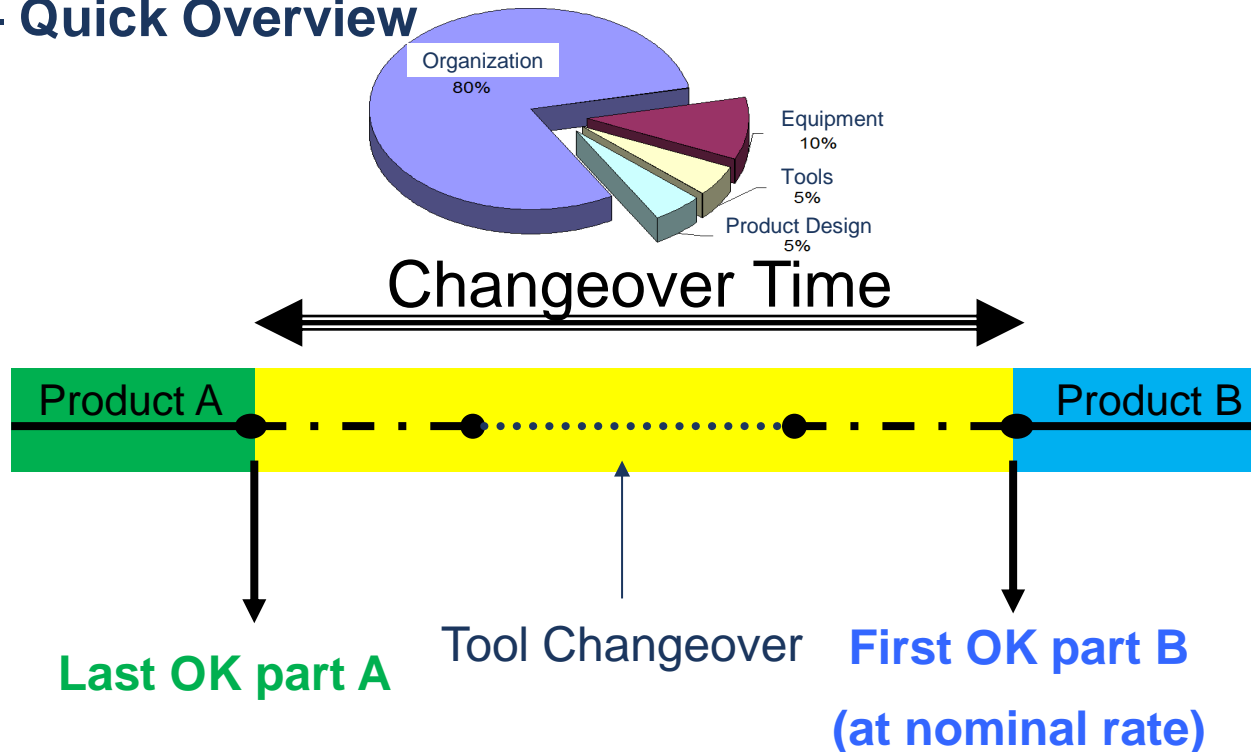 - Quick Overview
Organization
80%
Equipment
10%
Tools
5%
Product Design
5%
Changeover Time
Product A
Product B
Tool Changeover
Last OK part A
First OK part B
(at nominal rate)